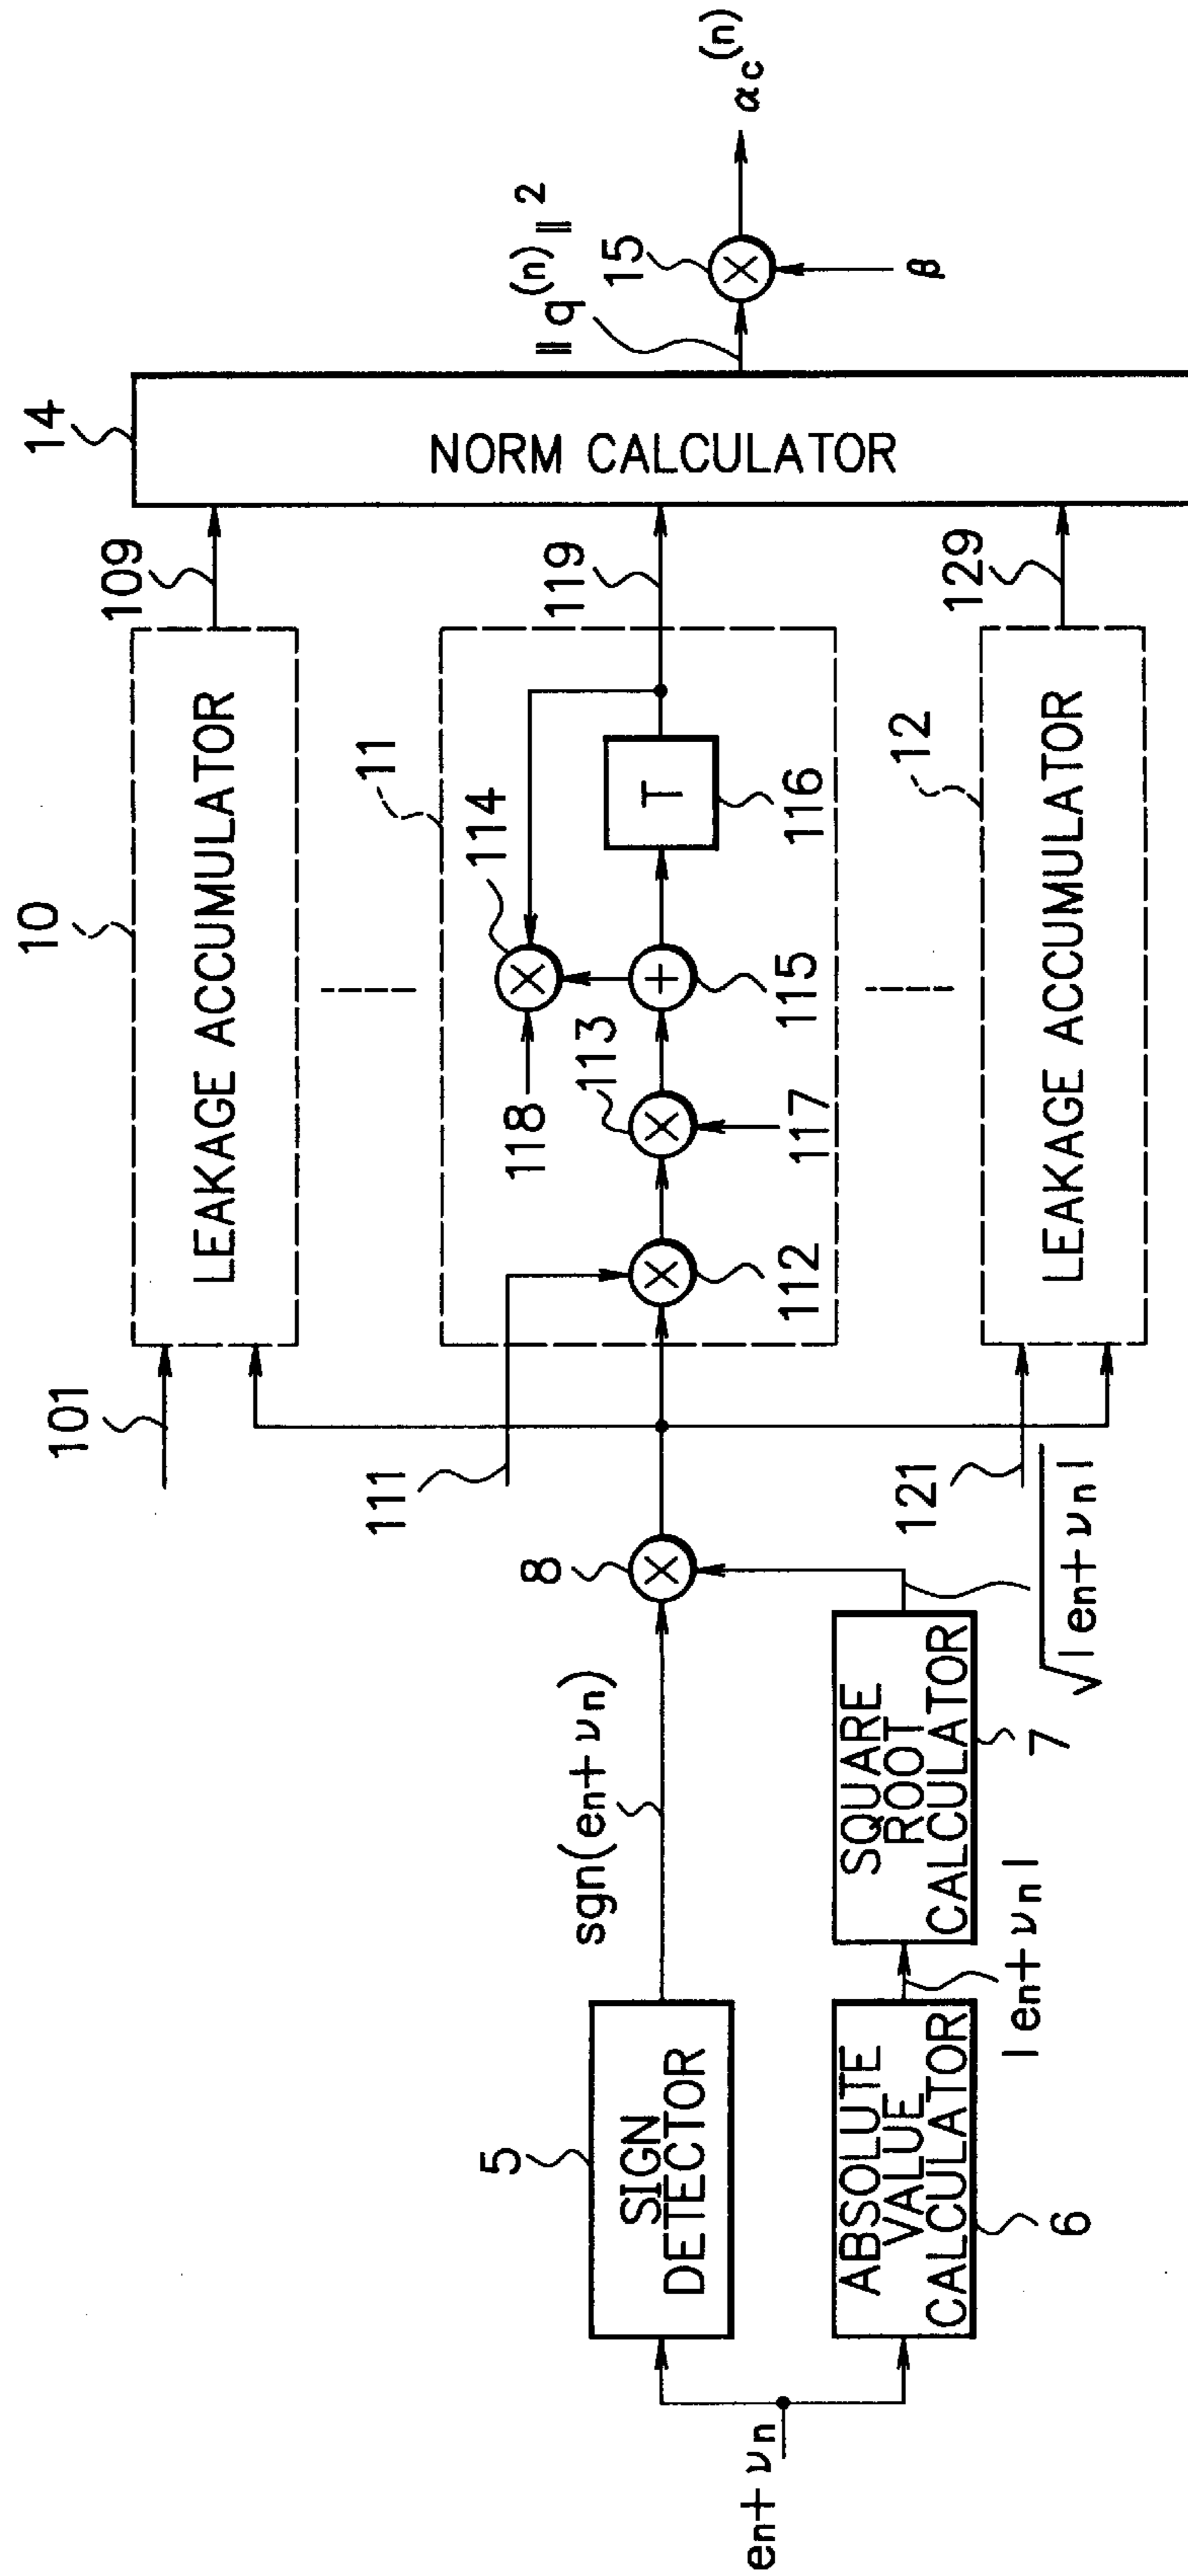 en+νn
5
SIGN
DETECTOR
sgn(en+νn)
6
ABSOLUTE
VALUE
CALCULATOR
|en+νn|
7
SQUARE
ROOT
CALCULATOR
√|en+νn|
8
101
10
LEAKAGE ACCUMULATOR
109
111
11
112
113
117
118
114
115
T
116
119
121
12
LEAKAGE ACCUMULATOR
129
14
NORM CALCULATOR
‖q(n)‖2
15
β
αc(n)